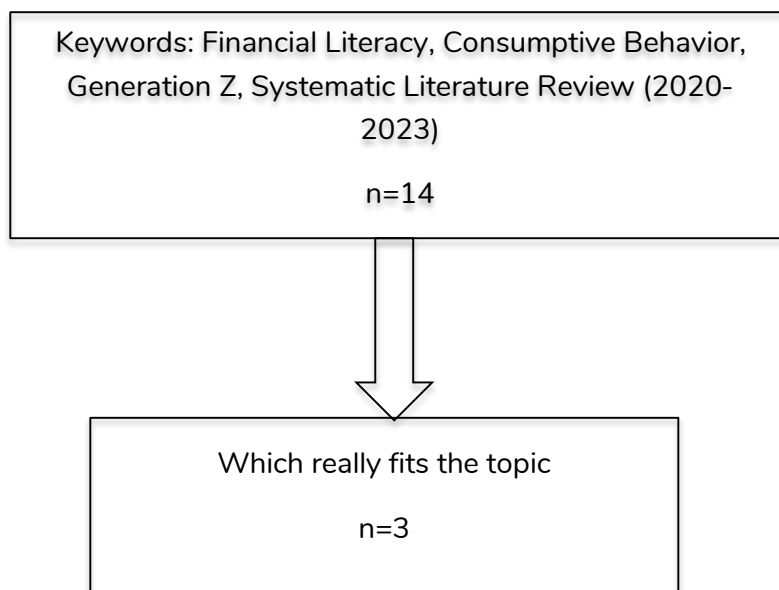 Keywords: Financial Literacy, Consumptive Behavior,
Generation Z, Systematic Literature Review (2020-
2023)
n=14
Which really fits the topic
n=3